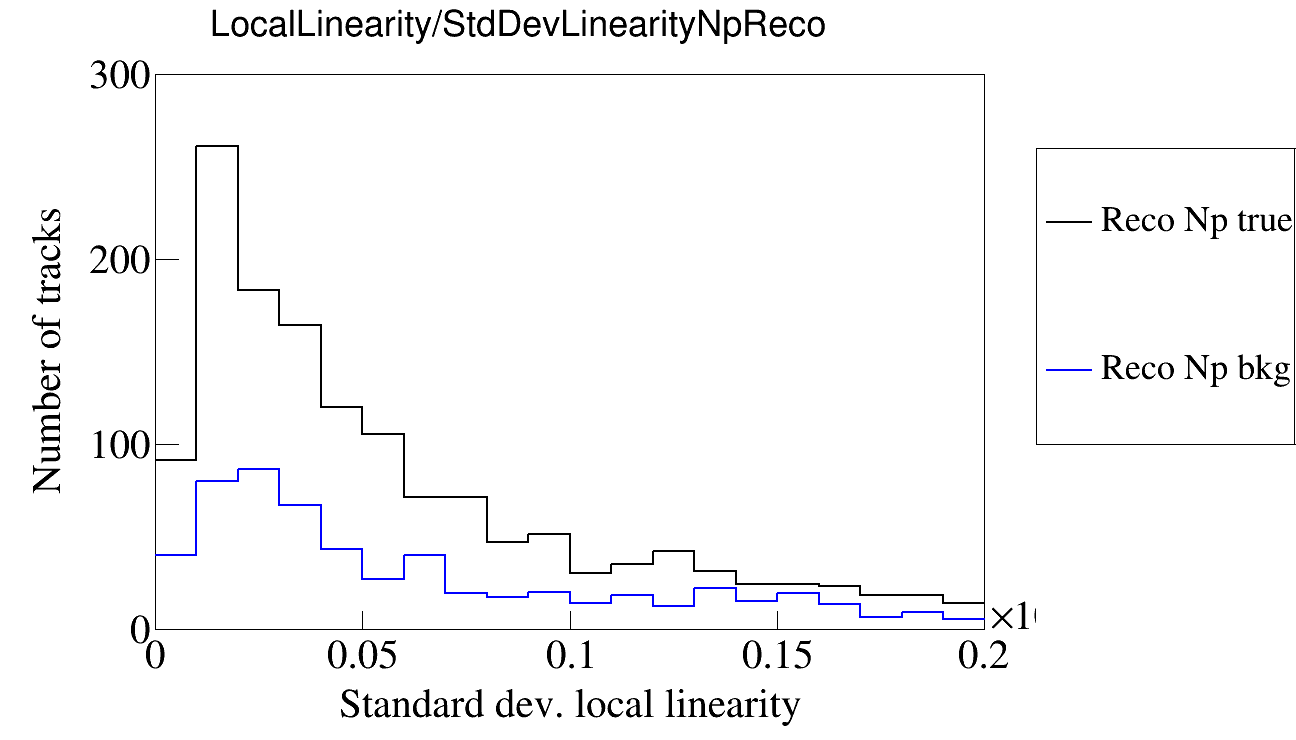 LocalLinearity/StdDevLinearityNpReco
300
200
100
0
Number of tracks
0 0.05 0.1 0.15 0.2
Standard dev. local linearity
Reco Np true
Reco Np bkg